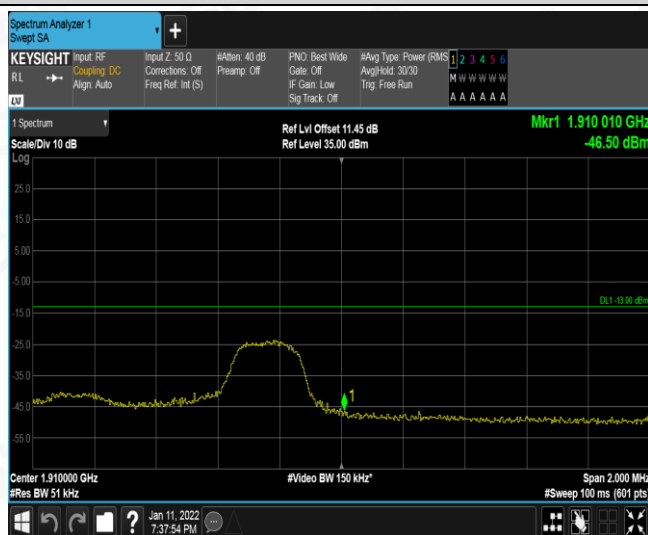 Spectrum Analyzer 1
Swept SA
+
KEYSIGHT
RL
LXI
Input: RF
Coupling: DC
Align: Auto
Input Z: 50 Ω
Corrections: Off
Freq Ref: Int (S)
#Atten: 40 dB
Preamp: Off
PNO: Best Wide
Gate: Off
IF Gain: Low
Sig Track: Off
#Avg Type: Power (RMS
Avg|Hold: 30/30
Trig: Free Run
1 2 3 4 5 6
M W W W W W
A A A A A A
1 Spectrum
Scale/Div 10 dB
Log
Ref Lvl Offset 11.45 dB
Ref Level 35.00 dBm
Mkr1 1.910 010 GHz
-46.50 dBm
25.0
15.0
5.00
-5.00
DL1 -13.00 dBm
-15.0
-25.0
-35.0
1
-45.0
-55.0
Center 1.910000 GHz
#Res BW 51 kHz
#Video BW 150 kHz*
Span 2.000 MHz
#Sweep 100 ms (601 pts)
?
Jan 11, 2022
7:37:54 PM